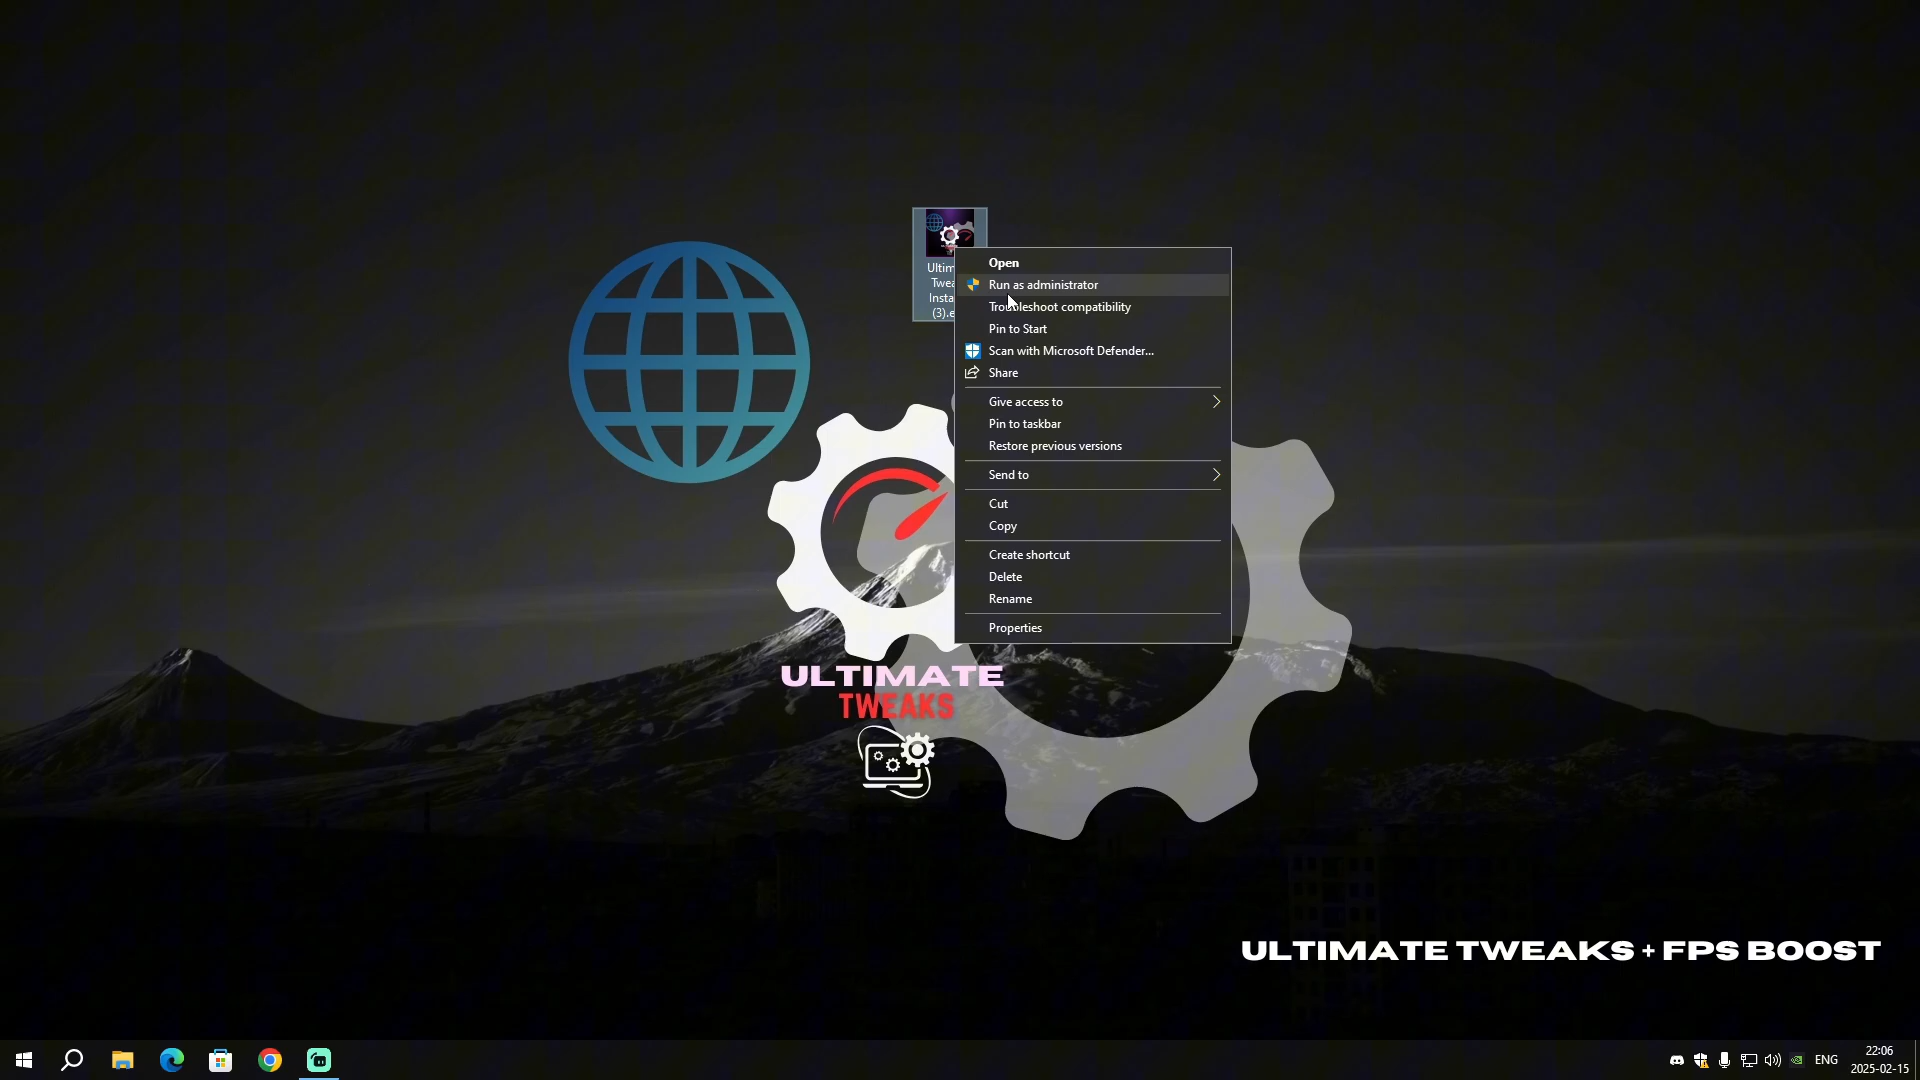 Open
Run as administrator
Troubleshoot compatibility
Pin to Start
Scan with Microsoft Defender...
Share
Give access to
Pin to taskbar
Restore previous versions
Send to
Cut
Copy
Create shortcut
Delete
Rename
Properties
ULTIMATE
TWEAKS
ULTIMATE TWEAKS + FPS BOOST
ENG
22:06
2025-02-15